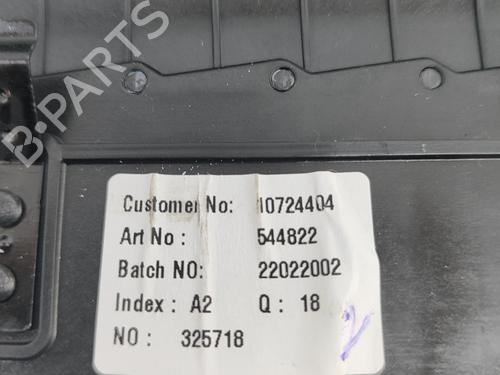 B-PARTS
Customer No: 10724404
Art No : 544822
Batch NO: 22022002
Index : A2 Q : 18
NO : 325718